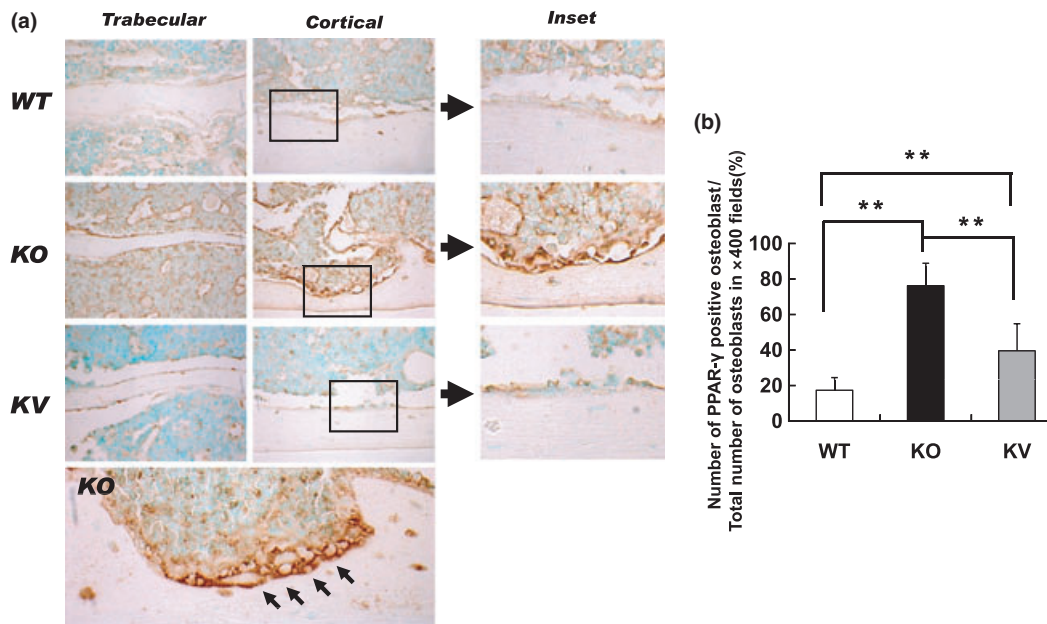 (a)
Trabecular
Cortical
Inset
WT
KO
KV
KO
(b)
Number of PPAR-γ positive osteoblast/
Total number of osteoblasts in ×400 fields(%)
**
**
**
100
80
60
40
20
0
WT
KO
KV